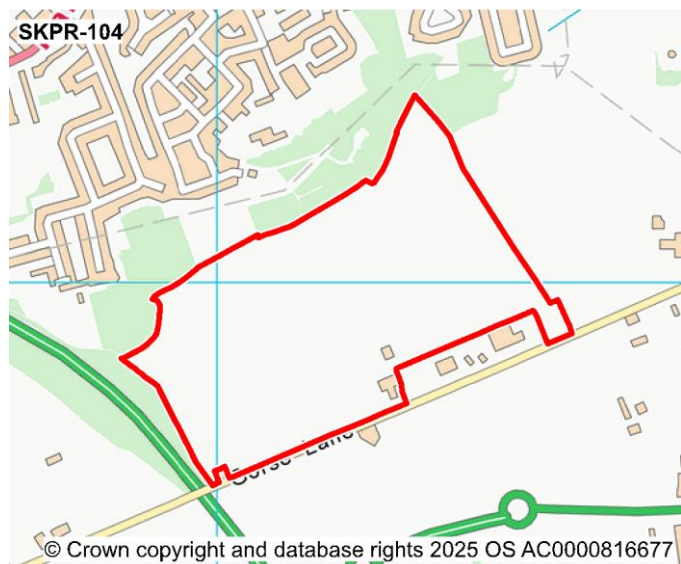 SKPR-104
Gorse Lane
© Crown copyright and database rights 2025 OS AC0000816677